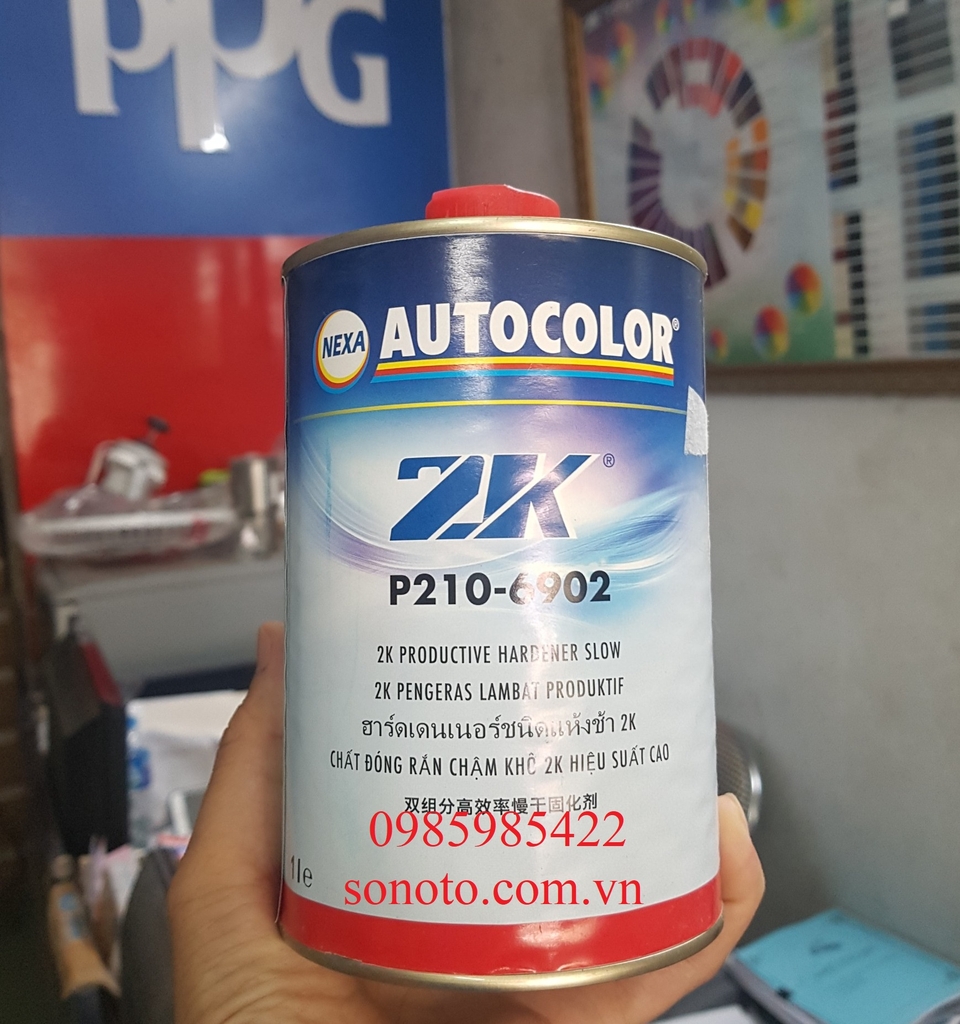 PPG
NEXA AUTOCOLOR®
2K®
P210-6902
2K PRODUCTIVE HARDENER SLOW
2K PENGERAS LAMBAT PRODUKTIF
ฮาร์ดเดนเนอร์ชนิดแห้งช้า 2K
CHẤT ĐÓNG RẮN CHẬM KHÔ 2K HIỆU SUẤT CAO
双组分高效率慢干固化剂
0985985422
1le
sonoto.com.vn